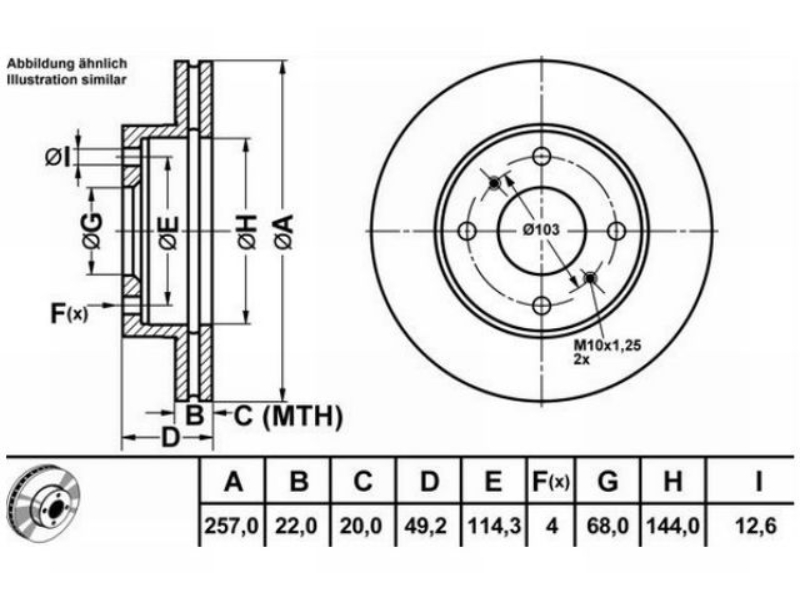 Abbildung ähnlich
Illustration similar
ØI
ØG
ØE
ØH
ØA
F(x)
B
C (MTH)
D
Ø103
M10x1,25
2x
A B C D E F(x) G H I
257,0 22,0 20,0 49,2 114,3 4 68,0 144,0 12,6